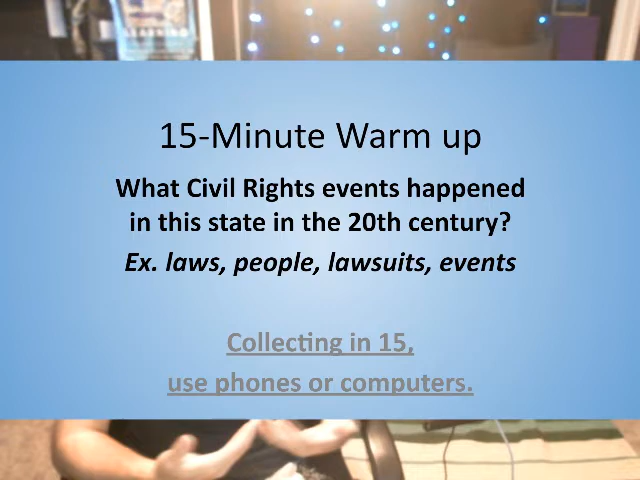 LEARNING
15-Minute Warm up
What Civil Rights events happened
in this state in the 20th century?
Ex. laws, people, lawsuits, events
Collecting in 15,
use phones or computers.